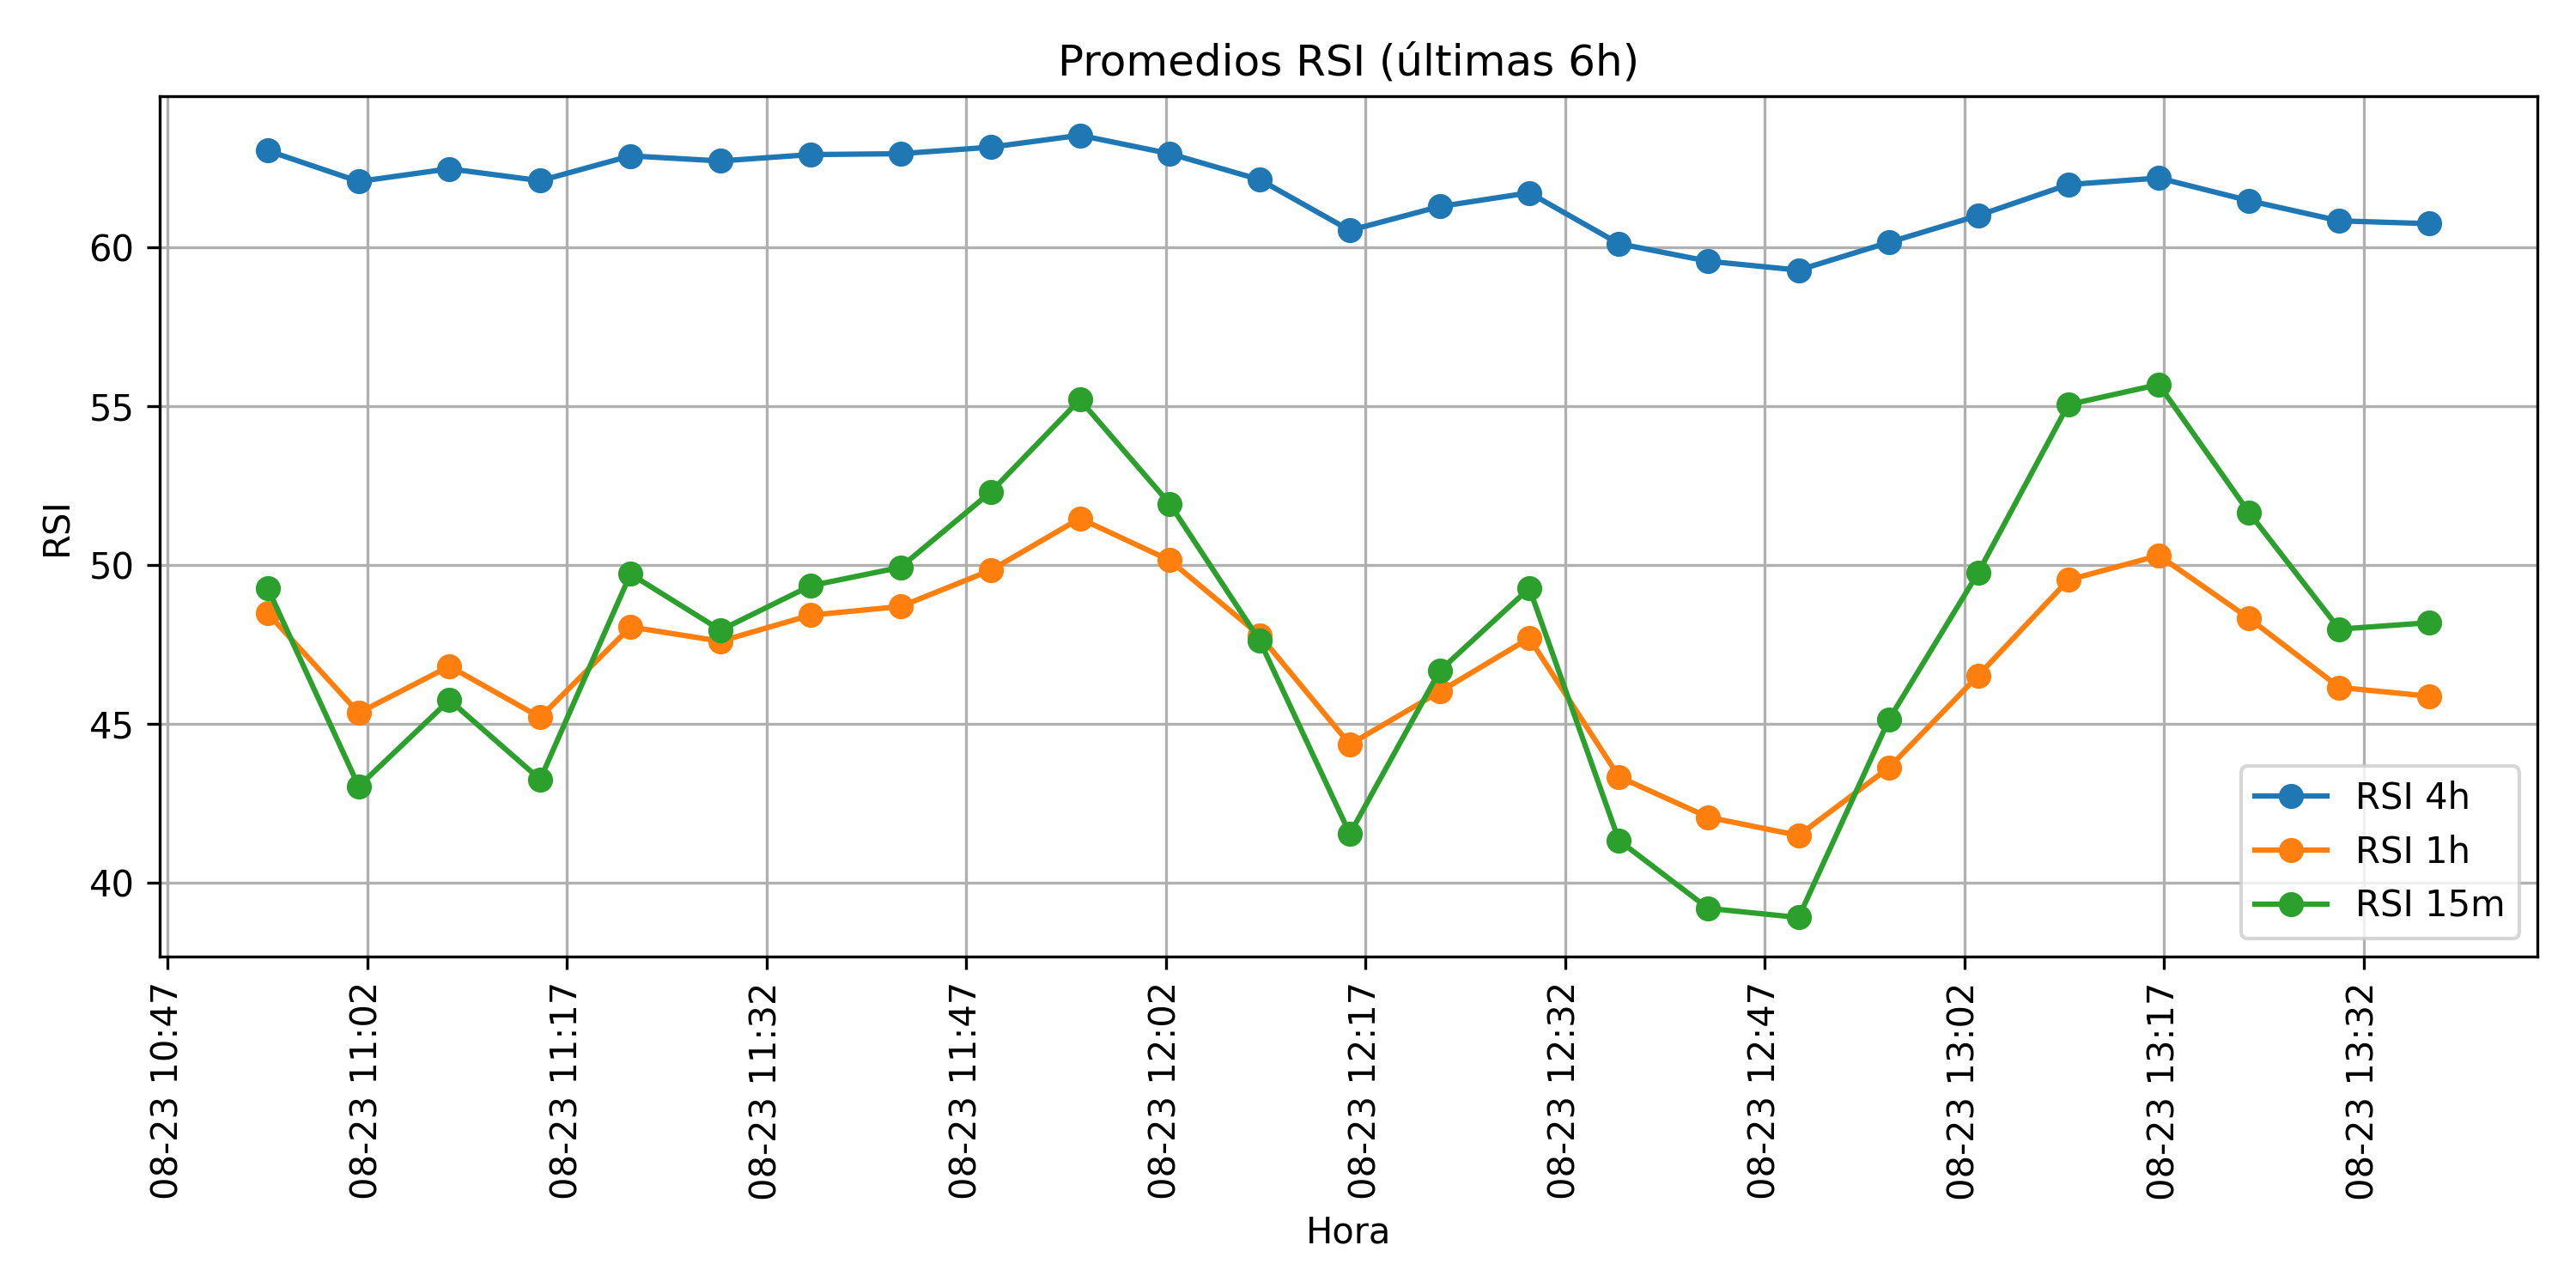 Promedios RSI (últimas 6h)
RSI
60
55
50
45
40
RSI 4h
RSI 1h
RSI 15m
08-23 10:47
08-23 11:02
08-23 11:17
08-23 11:32
08-23 11:47
08-23 12:02
08-23 12:17
08-23 12:32
08-23 12:47
08-23 13:02
08-23 13:17
08-23 13:32
Hora